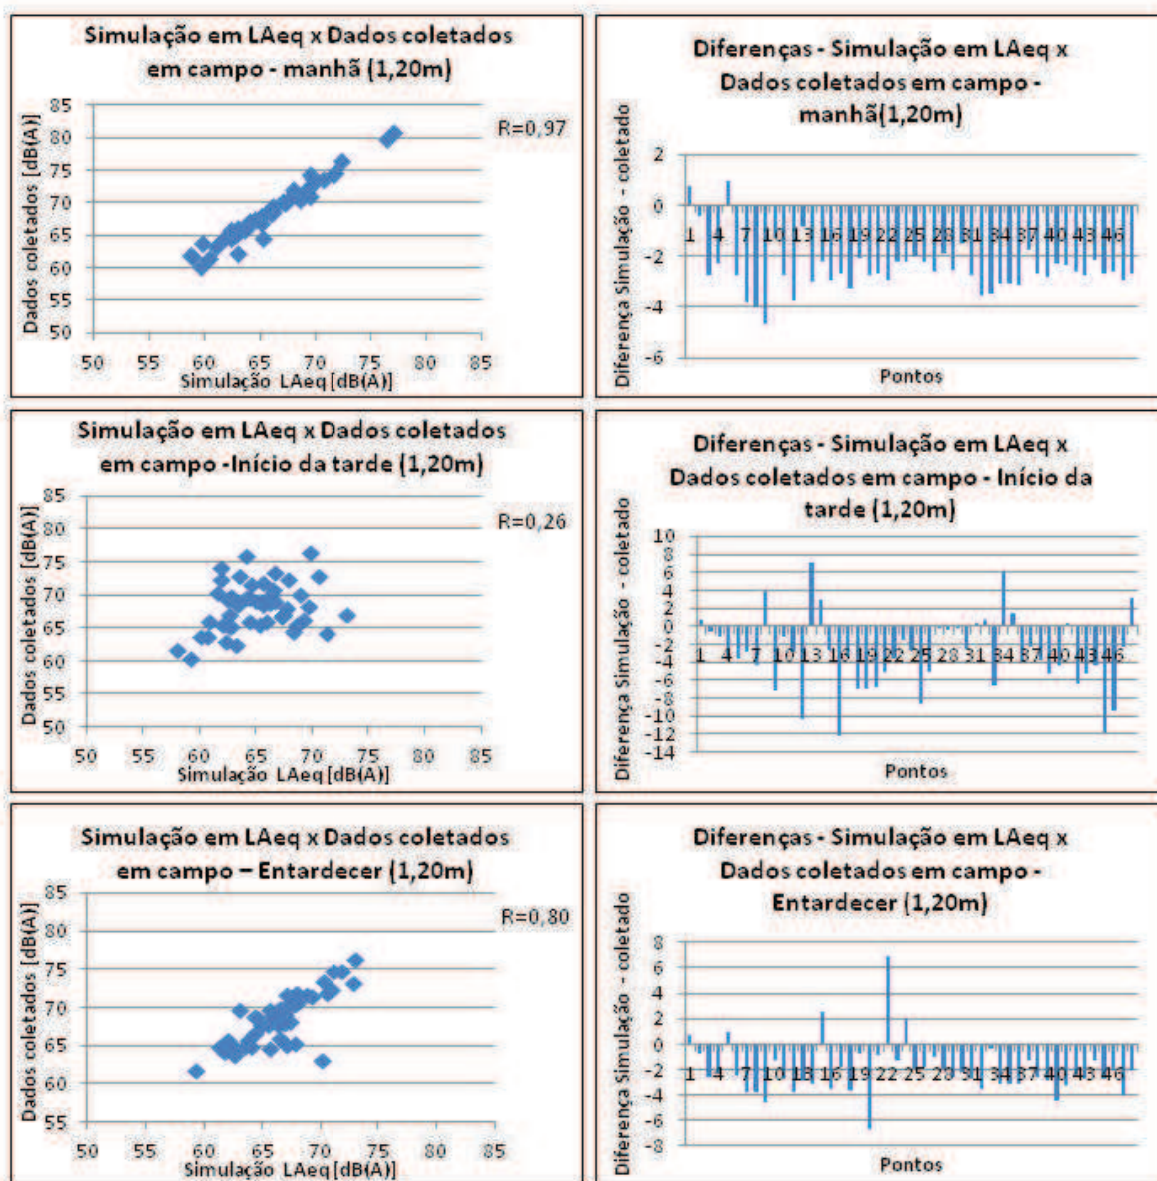 Simulação em LAeq x Dados coletados
em campo - manhã (1,20m)
R=0,97
Dados coletados [dB(A)]
85
80
75
70
65
60
55
50
50 55 60 65 70 75 80 85
Simulação LAeq [dB(A)]
Diferenças - Simulação em LAeq x
Dados coletados em campo -
manhã(1,20m)
Diferença Simulação - coletado
2
0
-2
-4
-6
1 4 7 10 13 16 19 22 25 28 31 34 37 40 43 46
Pontos
Simulação em LAeq x Dados coletados
em campo -Início da tarde (1,20m)
R=0,26
Dados coletados [dB(A)]
85
80
75
70
65
60
55
50
50 55 60 65 70 75 80 85
Simulação LAeq [dB(A)]
Diferenças - Simulação em LAeq x
Dados coletados em campo - Início da
tarde (1,20m)
Diferença Simulação - coletado
10
8
6
4
2
0
-2
-4
-6
-8
-10
-12
-14
1 4 7 10 13 16 19 22 25 28 31 34 37 40 43 46
Pontos
Simulação em LAeq x Dados coletados
em campo – Entardecer (1,20m)
R=0,80
Dados coletados [dB(A)]
85
80
75
70
65
60
55
50 55 60 65 70 75 80 85
Simulação LAeq [dB(A)]
Diferenças - Simulação em LAeq x
Dados coletados em campo -
Entardecer (1,20m)
Diferença Simulação - coletado
8
6
4
2
0
-2
-4
-6
-8
1 4 7 10 13 16 19 22 25 28 31 34 37 40 43 46
Pontos